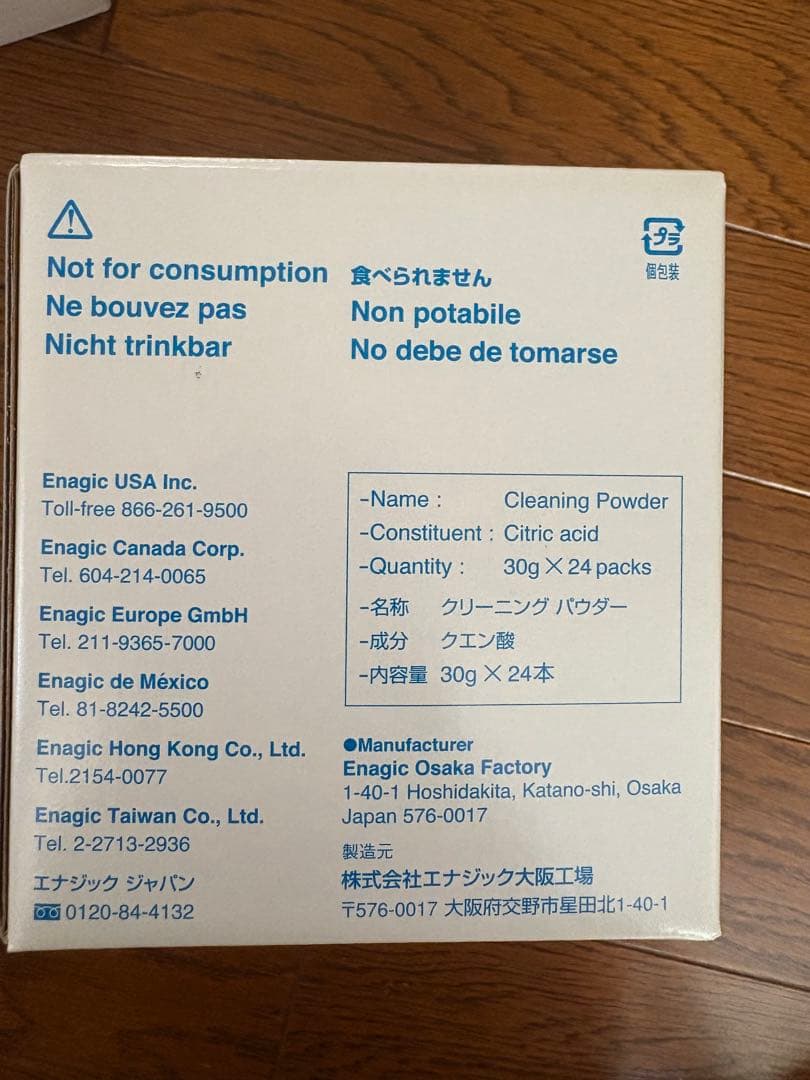 Not for consumption
Ne bouvez pas
Nicht trinkbar
食べられません
Non potabile
No debe de tomarse
プラ
個包装
Enagic USA Inc.
Toll-free 866-261-9500
Enagic Canada Corp.
Tel. 604-214-0065
Enagic Europe GmbH
Tel. 211-9365-7000
Enagic de México
Tel. 81-8242-5500
Enagic Hong Kong Co., Ltd.
Tel.2154-0077
Enagic Taiwan Co., Ltd.
Tel. 2-2713-2936
エナジック ジャパン
0120-84-4132
-Name : Cleaning Powder
-Constituent : Citric acid
-Quantity : 30g×24 packs
-名称 クリーニング パウダー
-成分 クエン酸
-内容量 30g×24本
●Manufacturer
Enagic Osaka Factory
1-40-1 Hoshidakita, Katano-shi, Osaka
Japan 576-0017
製造元
株式会社エナジック大阪工場
〒576-0017 大阪府交野市星田北1-40-1